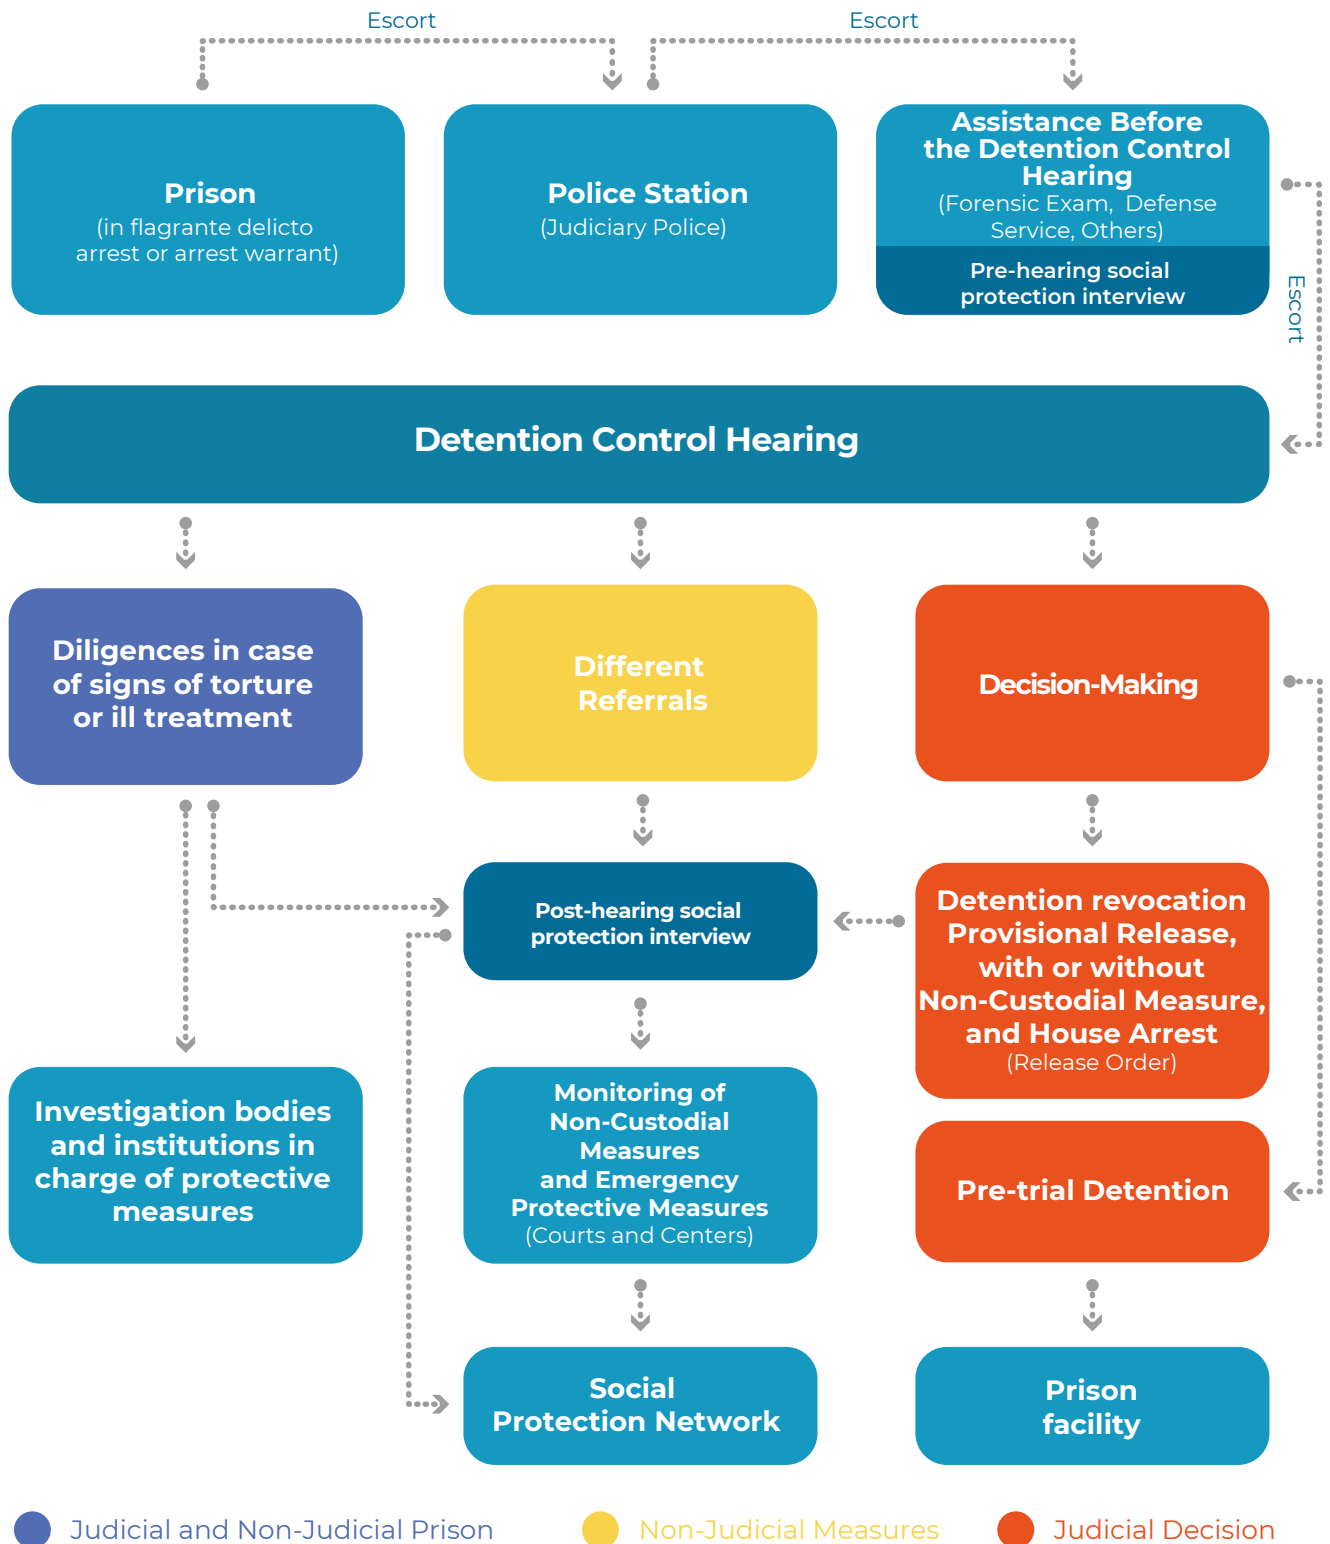 Escort
Escort
Prison
(in flagrante delicto
arrest or arrest warrant)
Police Station
(Judiciary Police)
Assistance Before
the Detention Control
Hearing
(Forensic Exam, Defense
Service, Others)
Pre-hearing social
protection interview
Escort
Detention Control Hearing
Diligences in case
of signs of torture
or ill treatment
Different
Referrals
Decision-Making
Post-hearing social
protection interview
Detention revocation
Provisional Release,
with or without
Non-Custodial Measure,
and House Arrest
(Release Order)
Investigation bodies
and institutions in
charge of protective
measures
Monitoring of
Non-Custodial
Measures
and Emergency
Protective Measures
(Courts and Centers)
Pre-trial Detention
Social
Protection Network
Prison
facility
Judicial and Non-Judicial Prison
Non-Judicial Measures
Judicial Decision